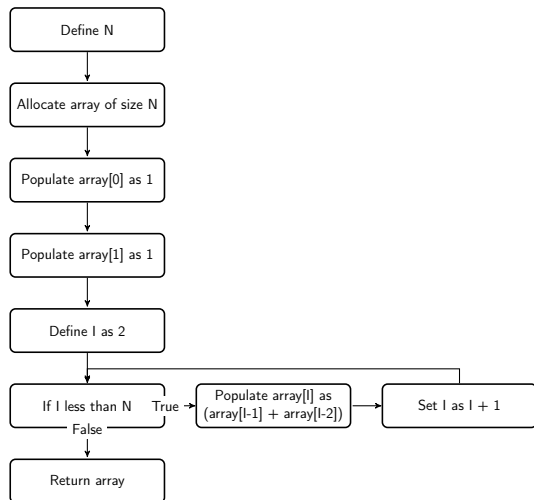 Define N
Allocate array of size N
Populate array[0] as 1
Populate array[1] as 1
Define I as 2
If I less than N
True
Populate array[I] as
(array[I-1] + array[I-2])
Set I as I + 1
False
Return array